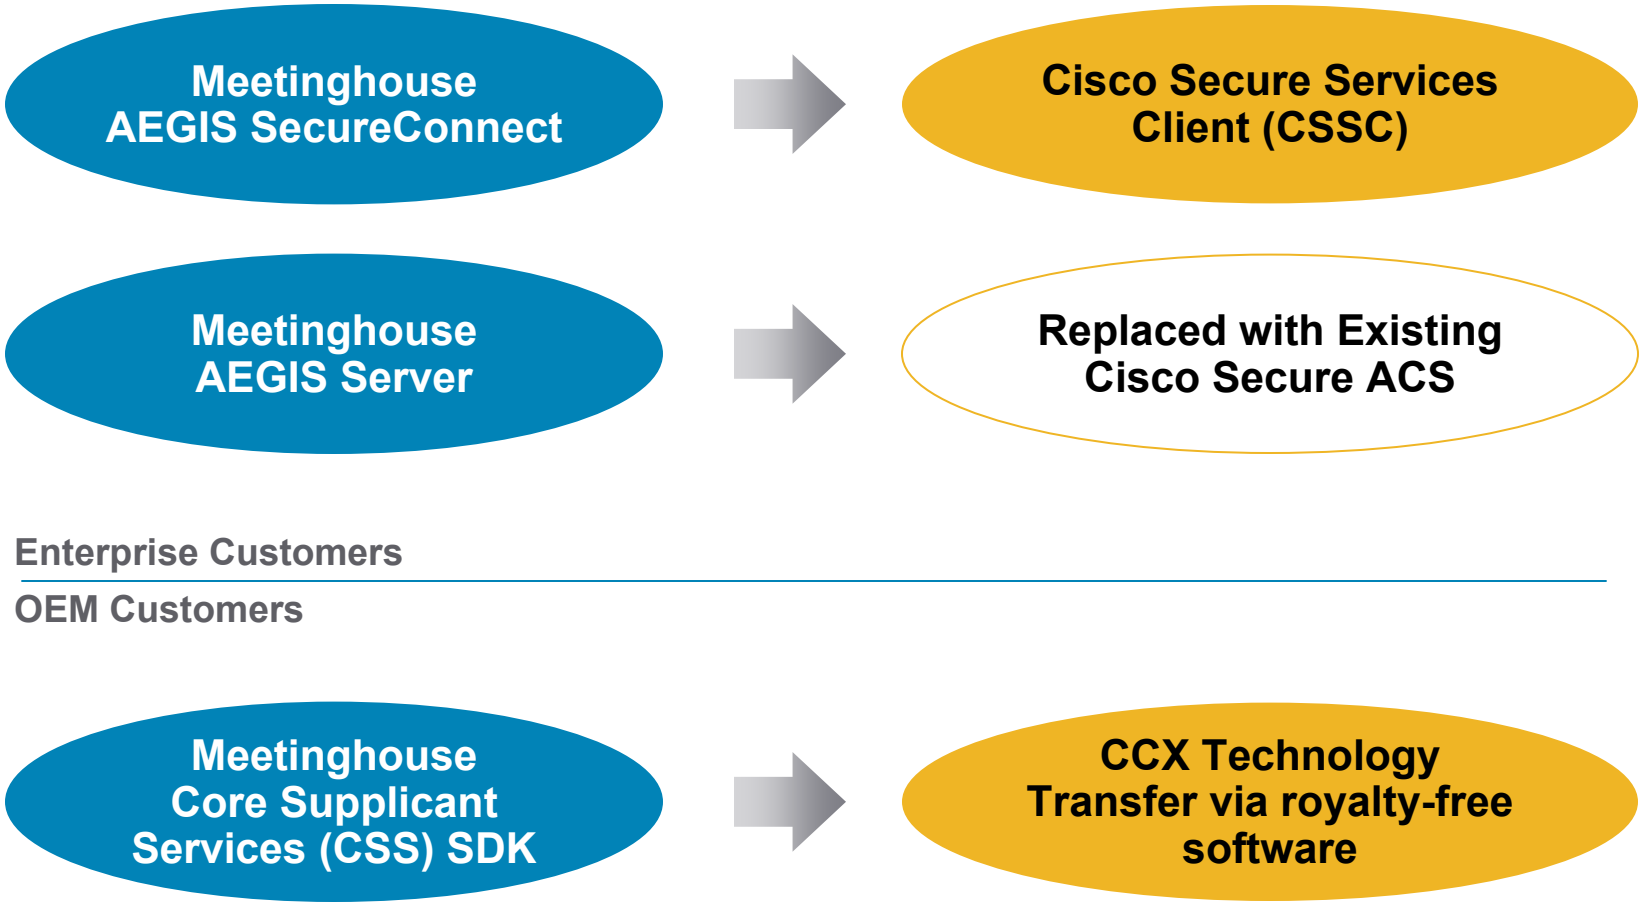 Meetinghouse
AEGIS SecureConnect
Cisco Secure Services
Client (CSSC)
Meetinghouse
AEGIS Server
Replaced with Existing
Cisco Secure ACS
Enterprise Customers
OEM Customers
Meetinghouse
Core Supplicant
Services (CSS) SDK
CCX Technology
Transfer via royalty-free
software